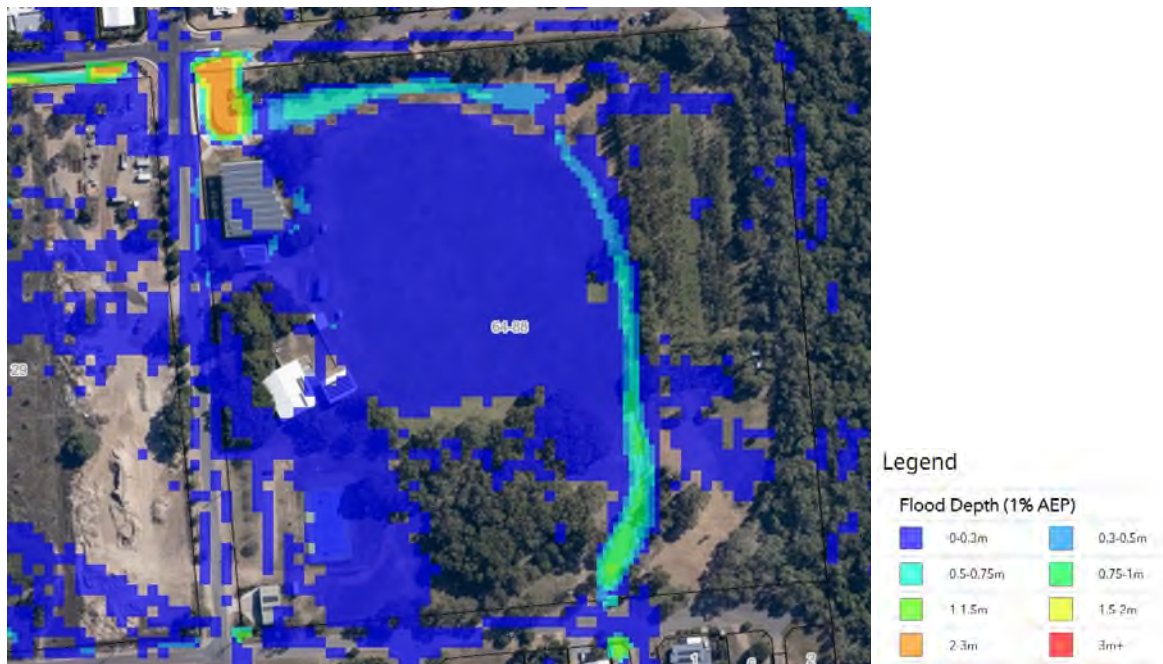 64-88
29
Legend
Flood Depth (1% AEP)
0-0.3m
0.3-0.5m
0.5-0.75m
0.75-1m
1-1.5m
1.5-2m
2-3m
3m+